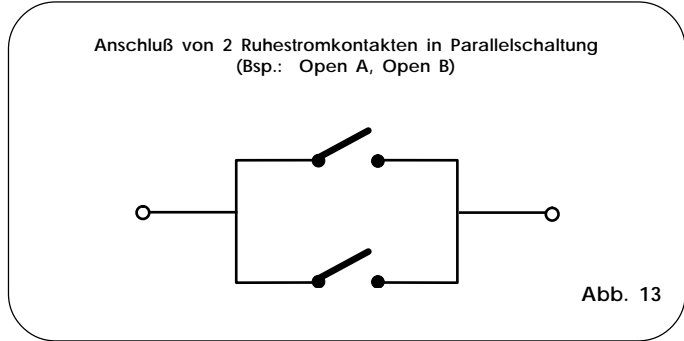 Anschluß von 2 Ruhestromkontakten in Parallelschaltung
(Bsp.: Open A, Open B)
Abb. 13